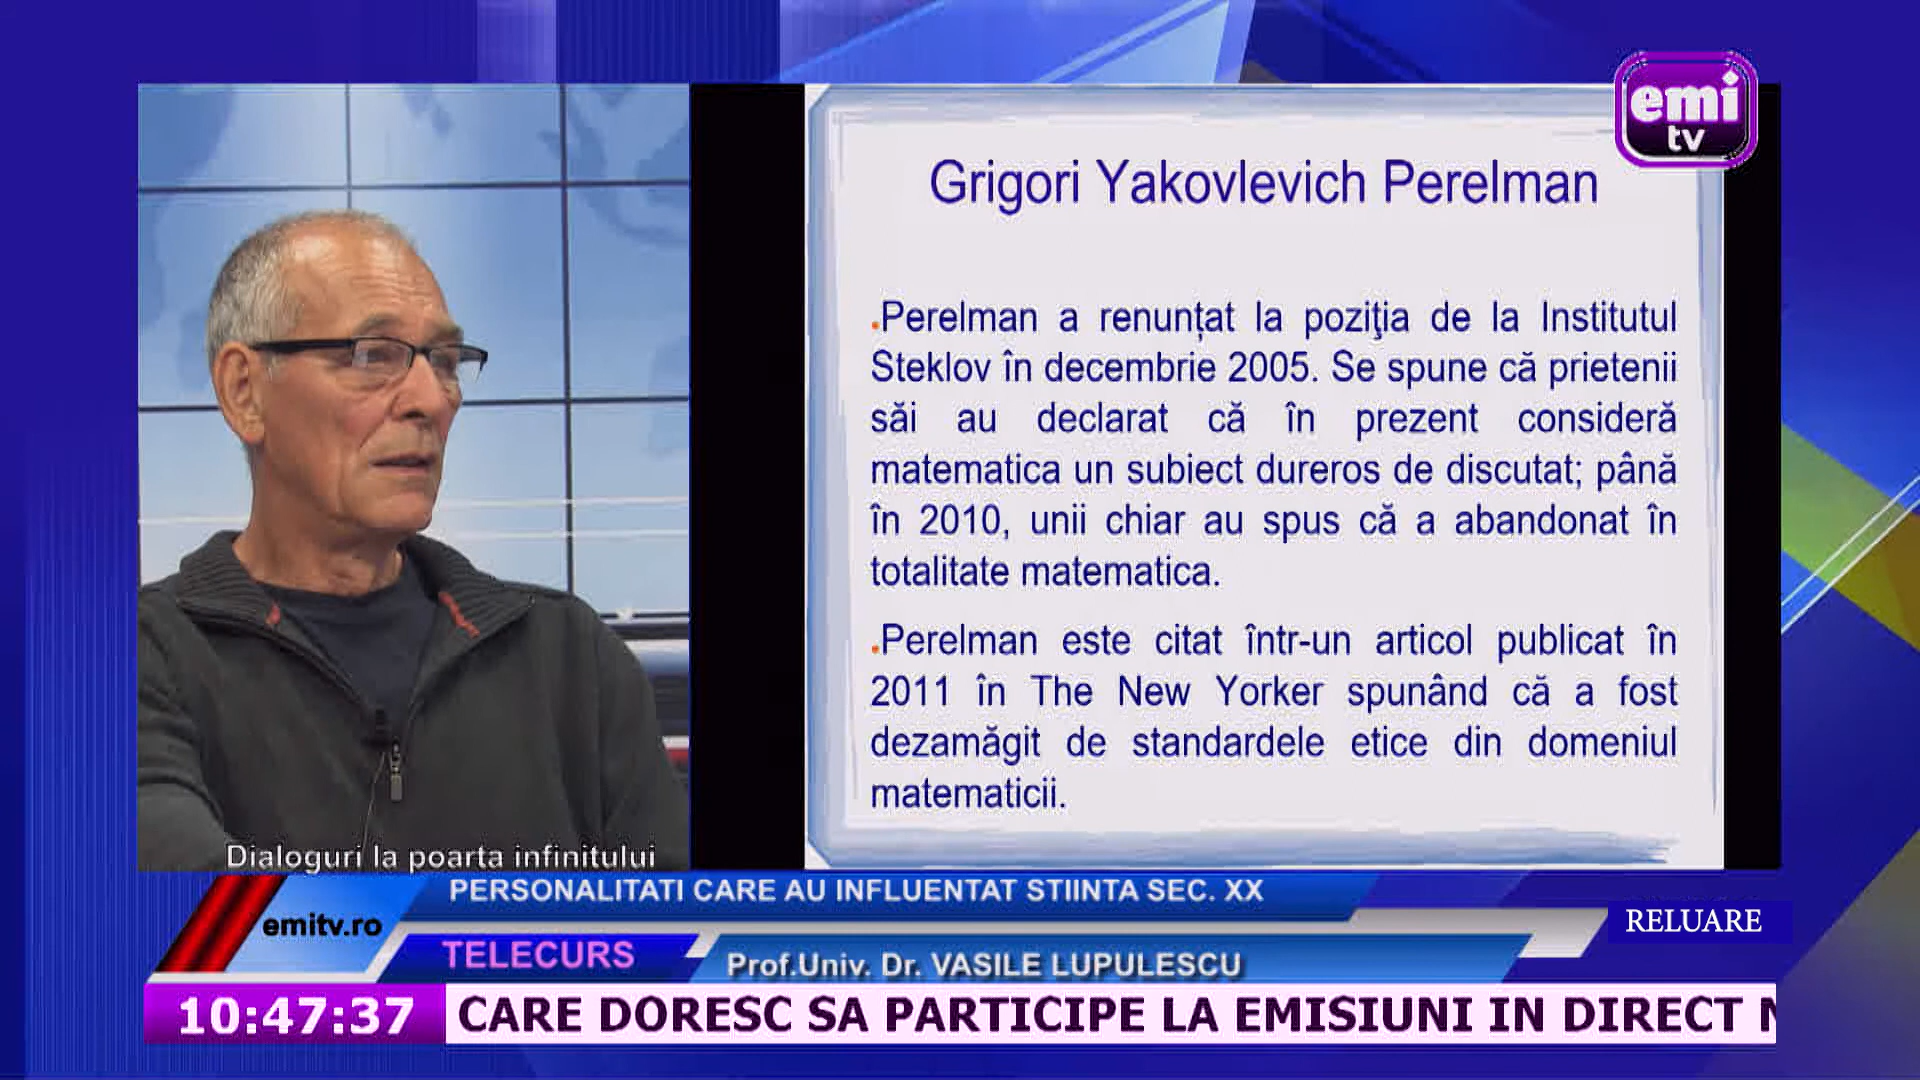 emi
tv
Grigori Yakovlevich Perelman
•Perelman a renunțat la poziţia de la Institutul
Steklov în decembrie 2005. Se spune că prietenii
săi au declarat că în prezent consideră
matematica un subiect dureros de discutat; până
în 2010, unii chiar au spus că a abandonat în
totalitate matematica.
•Perelman este citat într-un articol publicat în
2011 în The New Yorker spunând că a fost
dezamăgit de standardele etice din domeniul
matematicii.
Dialoguri la poarta infinitului
PERSONALITATI CARE AU INFLUENTAT STIINTA SEC. XX
emitv.ro
RELUARE
TELECURS
Prof.Univ. Dr. VASILE LUPULESCU
10:47:37
CARE DORESC SA PARTICIPE LA EMISIUNI IN DIRECT N